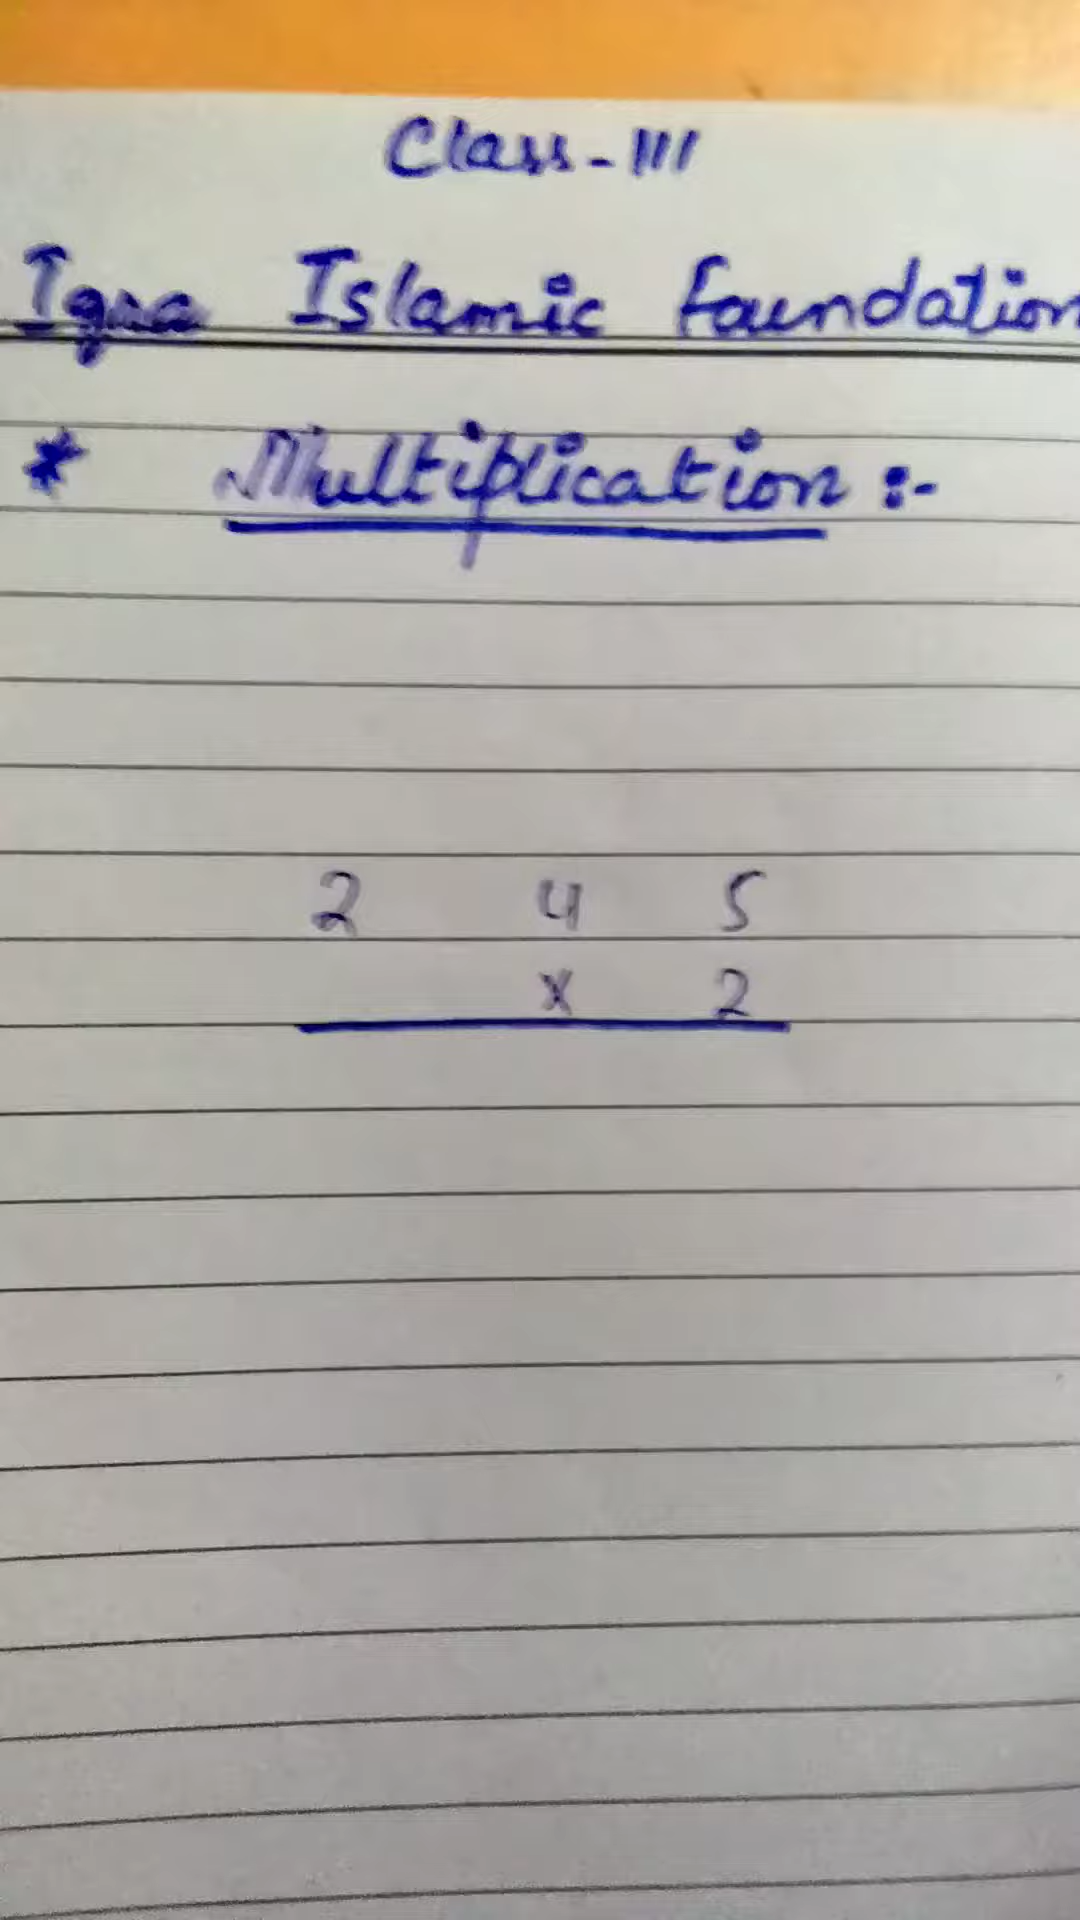 Class-III
Iqra Islamic Foundation
* Multiplication :-
2 4 5
x 2